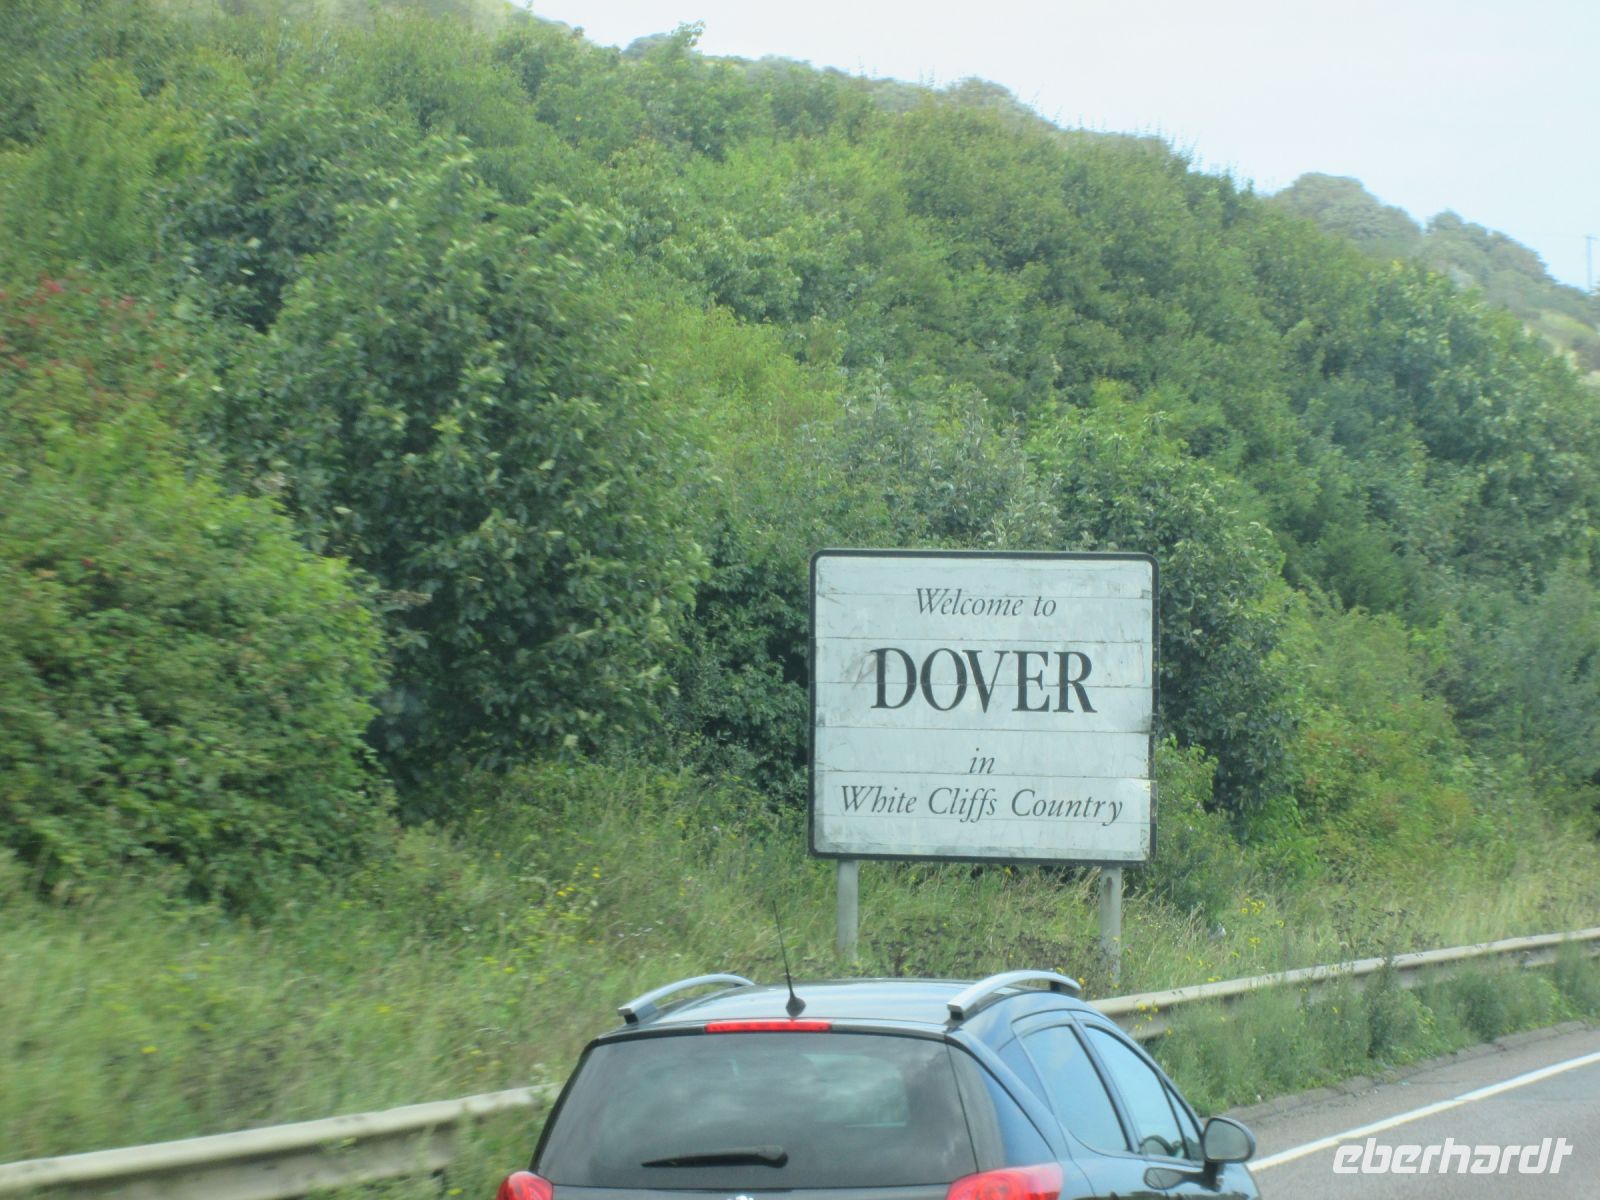 Welcome to
DOVER
in
White Cliffs Country
eberhardt